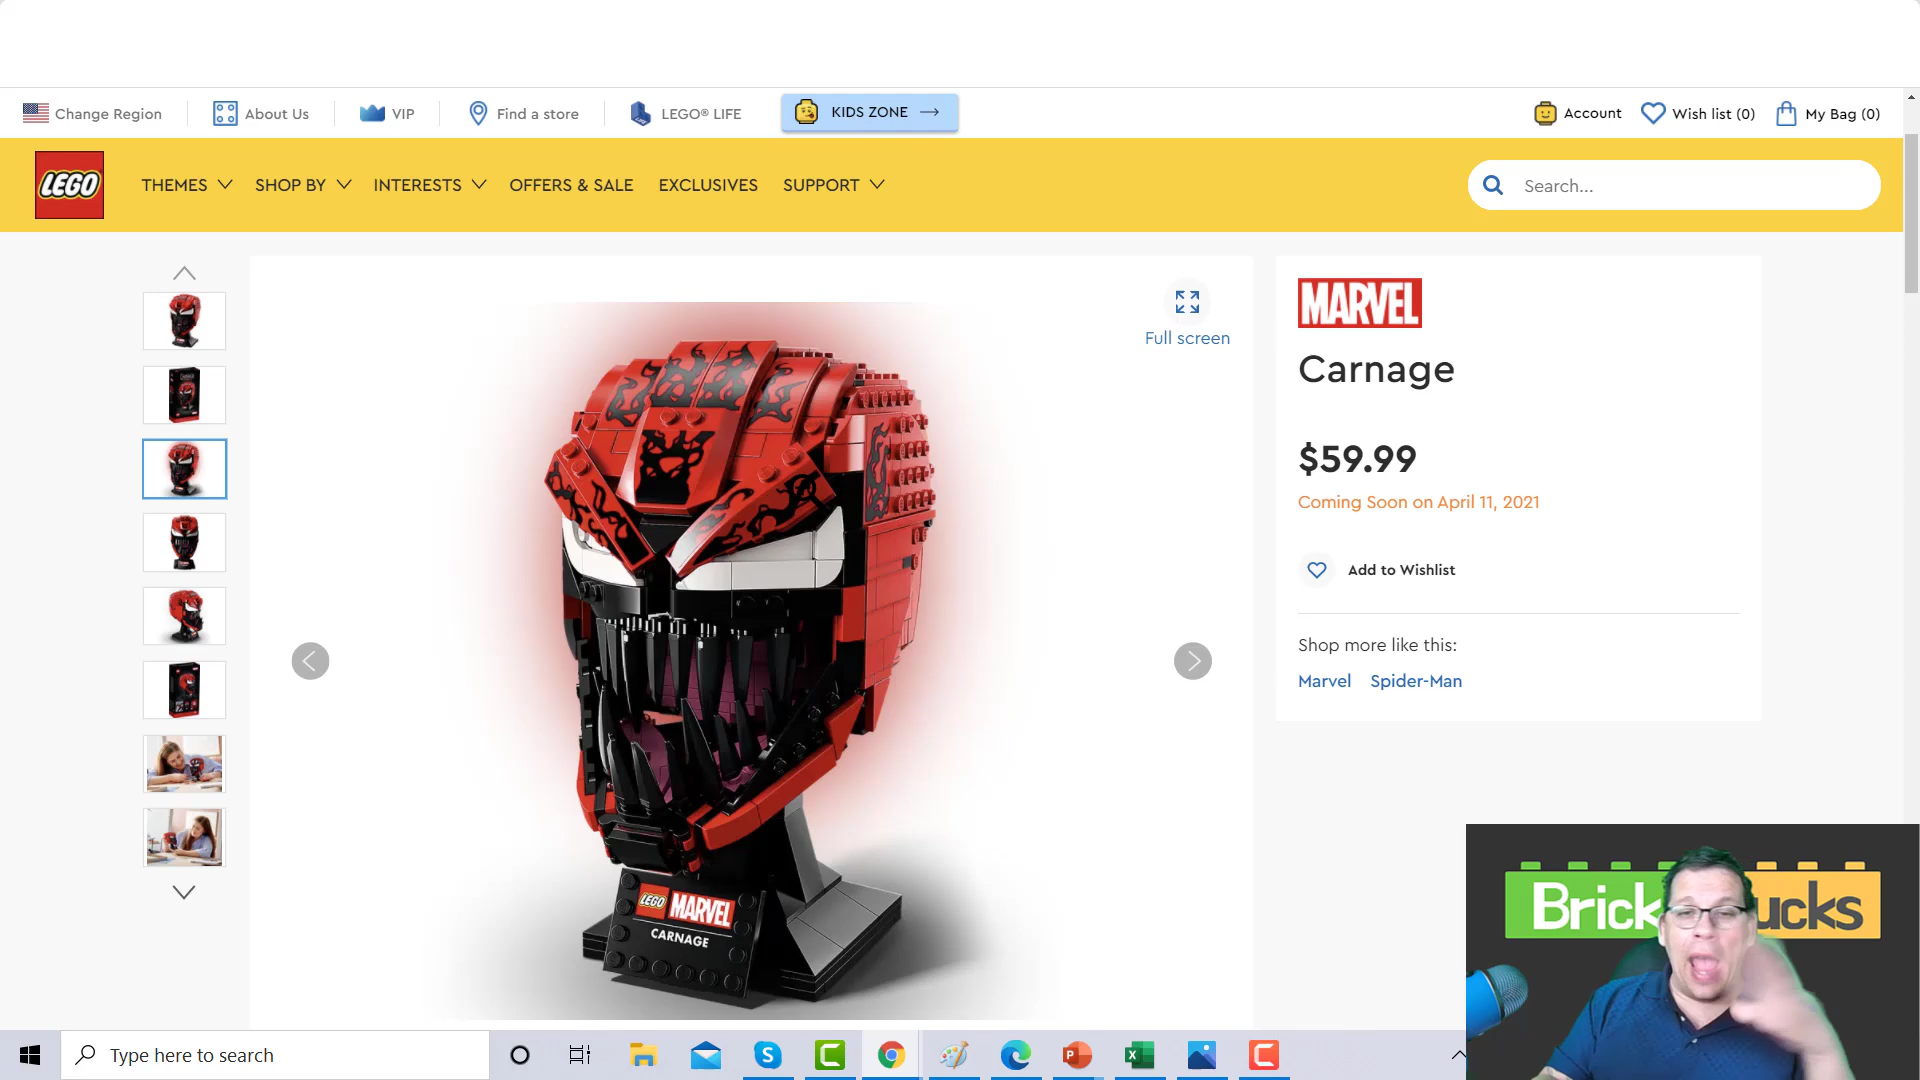 Change Region
About Us
VIP
Find a store
LEGO® LIFE
KIDS ZONE
Account
Wish list (0)
My Bag (0)
LEGO
THEMES
SHOP BY
INTERESTS
OFFERS & SALE
EXCLUSIVES
SUPPORT
Search...
Full screen
MARVEL
Carnage
$59.99
Coming Soon on April 11, 2021
Add to Wishlist
Shop more like this:
Marvel Spider-Man
LEGO MARVEL
CARNAGE
Brick ucks
Type here to search